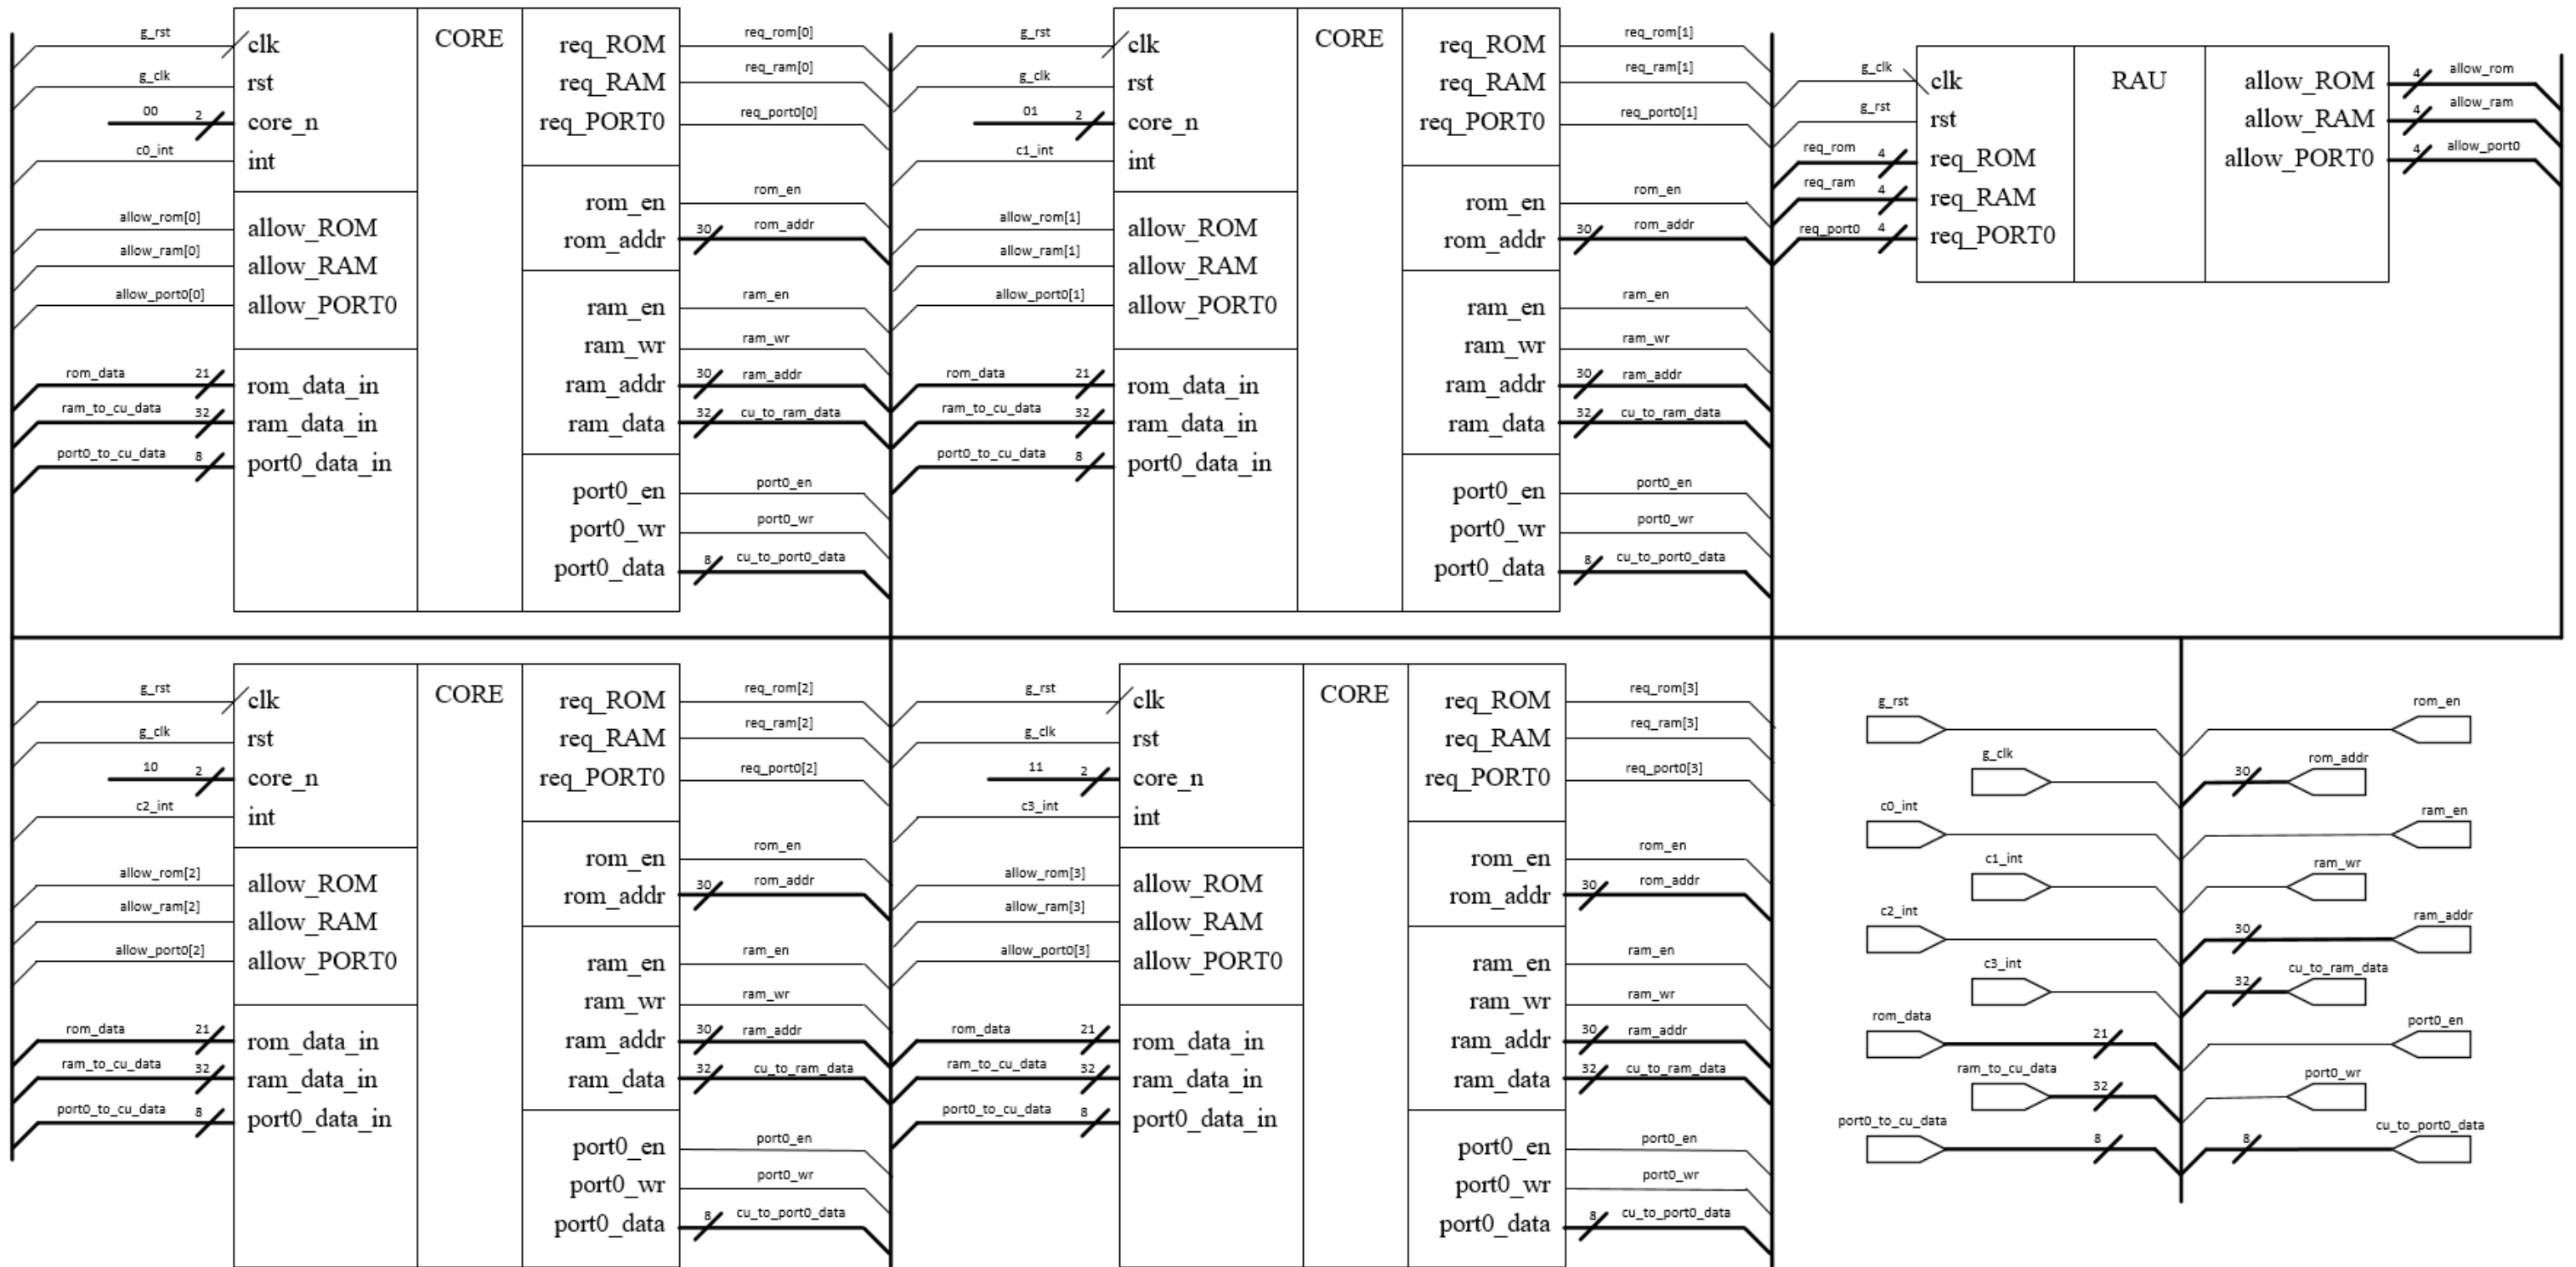 g_rst
clk
CORE
req_ROM
req_rom[0]
g_clk
rst
req_RAM
req_ram[0]
00
2
core_n
req_PORT0
req_port0[0]
c0_int
int
allow_rom[0]
allow_ROM
rom_en
rom_en
allow_ram[0]
allow_RAM
rom_addr
30
rom_addr
allow_port0[0]
allow_PORT0
ram_en
ram_en
ram_wr
ram_wr
rom_data
21
rom_data_in
ram_addr
30
ram_addr
ram_to_cu_data
32
ram_data_in
ram_data
32
cu_to_ram_data
port0_to_cu_data
8
port0_data_in
port0_en
port0_en
port0_wr
port0_wr
port0_data
8
cu_to_port0_data
g_rst
clk
CORE
req_ROM
req_rom[1]
g_clk
rst
req_RAM
req_ram[1]
01
2
core_n
req_PORT0
req_port0[1]
c1_int
int
allow_rom[1]
allow_ROM
rom_en
rom_en
allow_ram[1]
allow_RAM
rom_addr
30
rom_addr
allow_port0[1]
allow_PORT0
ram_en
ram_en
ram_wr
ram_wr
rom_data
21
rom_data_in
ram_addr
30
ram_addr
ram_to_cu_data
32
ram_data_in
ram_data
32
cu_to_ram_data
port0_to_cu_data
8
port0_data_in
port0_en
port0_en
port0_wr
port0_wr
port0_data
8
cu_to_port0_data
g_clk
clk
RAU
allow_ROM
4
allow_rom
g_rst
rst
allow_RAM
4
allow_ram
req_rom
4
req_ROM
allow_PORT0
4
allow_port0
req_ram
4
req_RAM
req_port0
4
req_PORT0
g_rst
clk
CORE
req_ROM
req_rom[2]
g_clk
rst
req_RAM
req_ram[2]
10
2
core_n
req_PORT0
req_port0[2]
c2_int
int
allow_rom[2]
allow_ROM
rom_en
rom_en
allow_ram[2]
allow_RAM
rom_addr
30
rom_addr
allow_port0[2]
allow_PORT0
ram_en
ram_en
ram_wr
ram_wr
rom_data
21
rom_data_in
ram_addr
30
ram_addr
ram_to_cu_data
32
ram_data_in
ram_data
32
cu_to_ram_data
port0_to_cu_data
8
port0_data_in
port0_en
port0_en
port0_wr
port0_wr
port0_data
8
cu_to_port0_data
g_rst
clk
CORE
req_ROM
req_rom[3]
g_clk
rst
req_RAM
req_ram[3]
11
2
core_n
req_PORT0
req_port0[3]
c3_int
int
allow_rom[3]
allow_ROM
rom_en
rom_en
allow_ram[3]
allow_RAM
rom_addr
30
rom_addr
allow_port0[3]
allow_PORT0
ram_en
ram_en
ram_wr
ram_wr
rom_data
21
rom_data_in
ram_addr
30
ram_addr
ram_to_cu_data
32
ram_data_in
ram_data
32
cu_to_ram_data
port0_to_cu_data
8
port0_data_in
port0_en
port0_en
port0_wr
port0_wr
port0_data
8
cu_to_port0_data
g_rst
rom_en
g_clk
30
rom_addr
c0_int
ram_en
c1_int
ram_wr
c2_int
30
ram_addr
c3_int
32
cu_to_ram_data
rom_data
21
port0_en
ram_to_cu_data
32
port0_wr
port0_to_cu_data
8
8
cu_to_port0_data